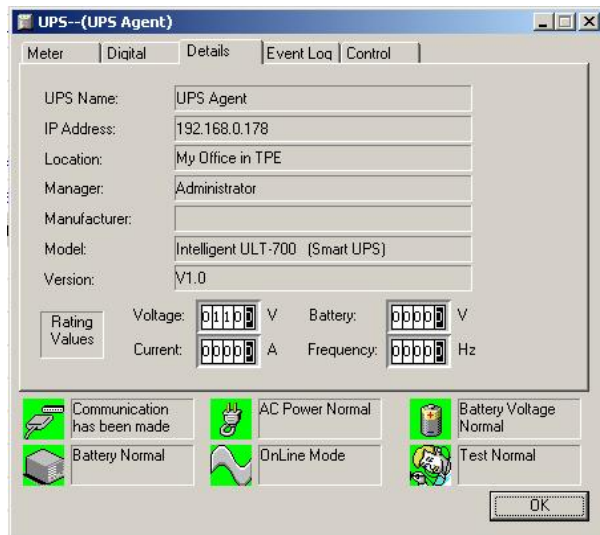 UPS--(UPS Agent)
Meter Digital Details Event Log Control
UPS Name: UPS Agent
IP Address: 192.168.0.178
Location: My Office in TPE
Manager: Administrator
Manufacturer:
Model: Intelligent ULT-700 (Smart UPS)
Version: V1.0
Rating Values
Voltage: 01100 V Battery: 00000 V
Current: 00000 A Frequency: 00000 Hz
Communication has been made
AC Power Normal
Battery Voltage Normal
Battery Normal
OnLine Mode
Test Normal
OK